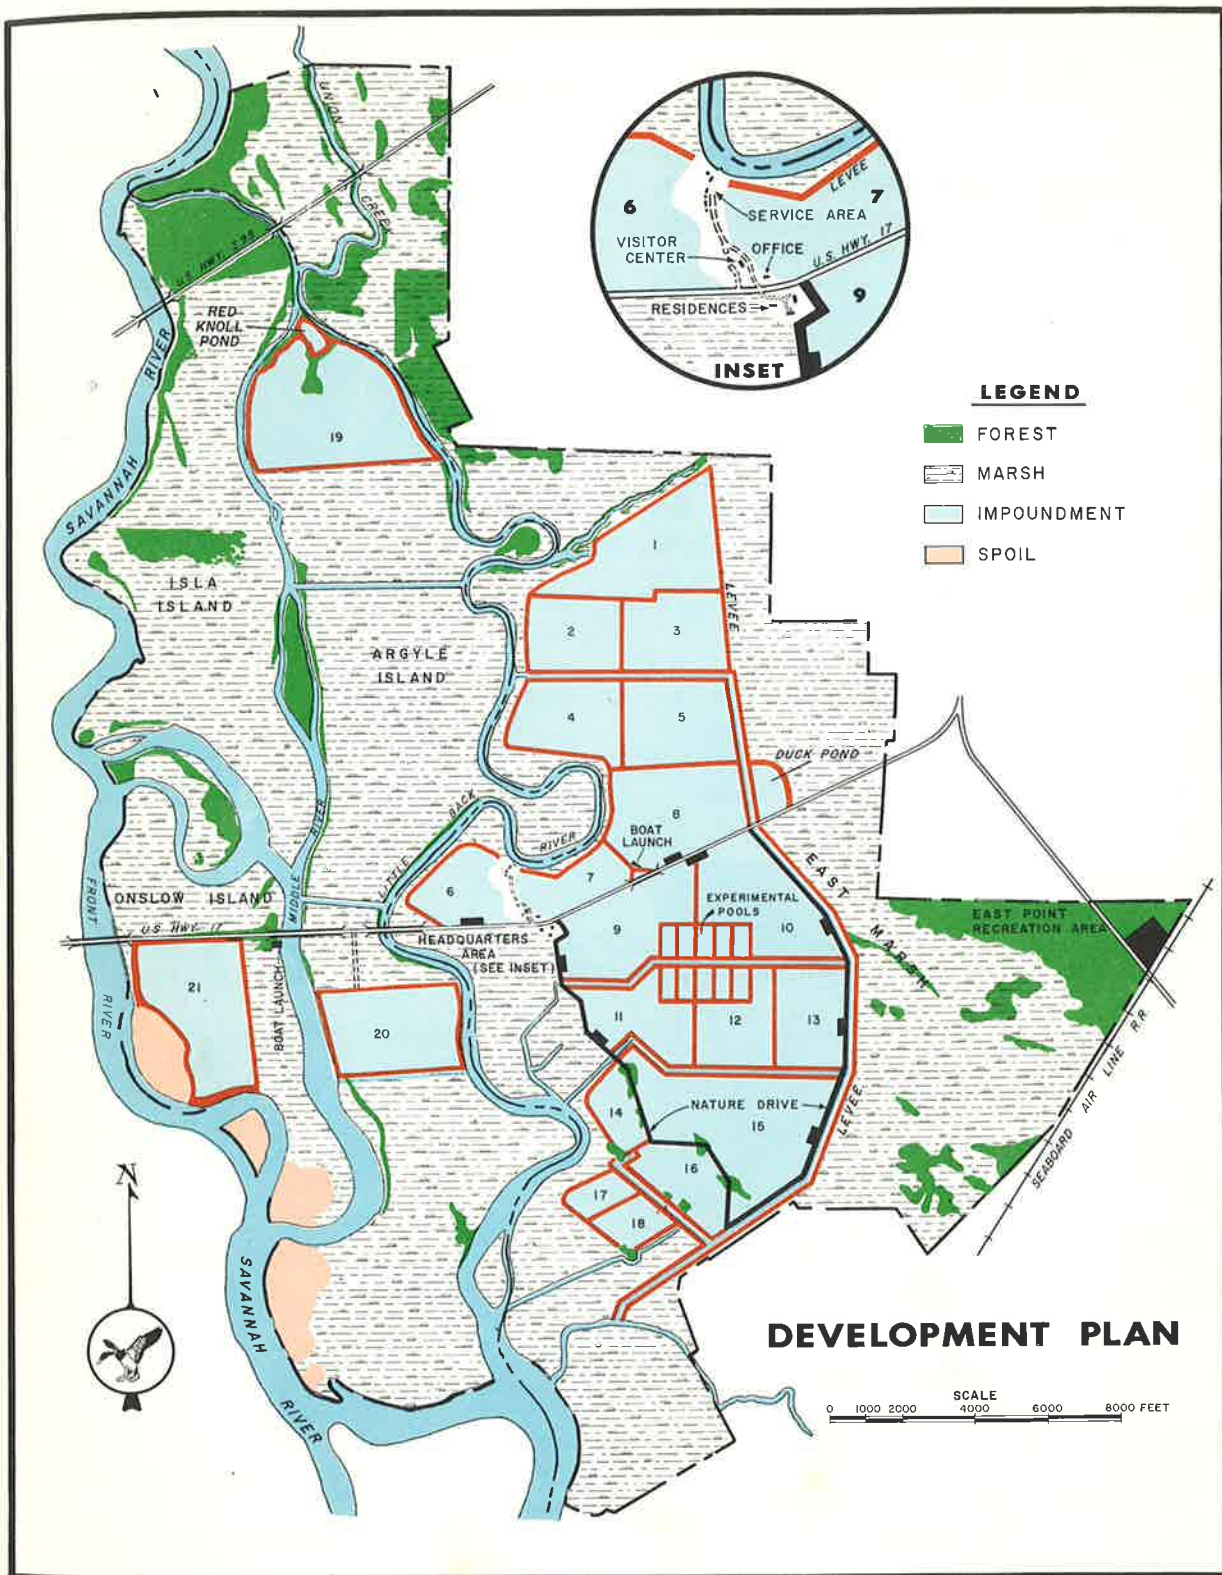 UNION
CREEK
U.S. HWY. I-95
RED
KNOLL
POND
SAVANNAH
RIVER
19
ISLA
ISLAND
ARGYLE
ISLAND
1
2
3
4
5
LEVEE
DUCK POND
8
BOAT
LAUNCH
LITTLE
BACK
RIVER
6
7
MIDDLE
RIVER
FRONT
RIVER
ONSLOW ISLAND
U.S. HWY. 17
HEADQUARTERS
AREA
(SEE INSET)
9
EXPERIMENTAL
POOLS
10
EAST
MARSH
EAST POINT
RECREATION AREA
21
BOAT LAUNCH
20
11
12
13
14
NATURE DRIVE
15
LEVEE
16
17
18
SEABOARD AIR LINE R.R.
SAVANNAH
RIVER
N
6
7
LEVEE
SERVICE AREA
VISITOR
CENTER
OFFICE
U.S. HWY. 17
9
RESIDENCES
INSET
LEGEND
FOREST
MARSH
IMPOUNDMENT
SPOIL
DEVELOPMENT PLAN
SCALE
0 1000 2000 4000 6000 8000 FEET